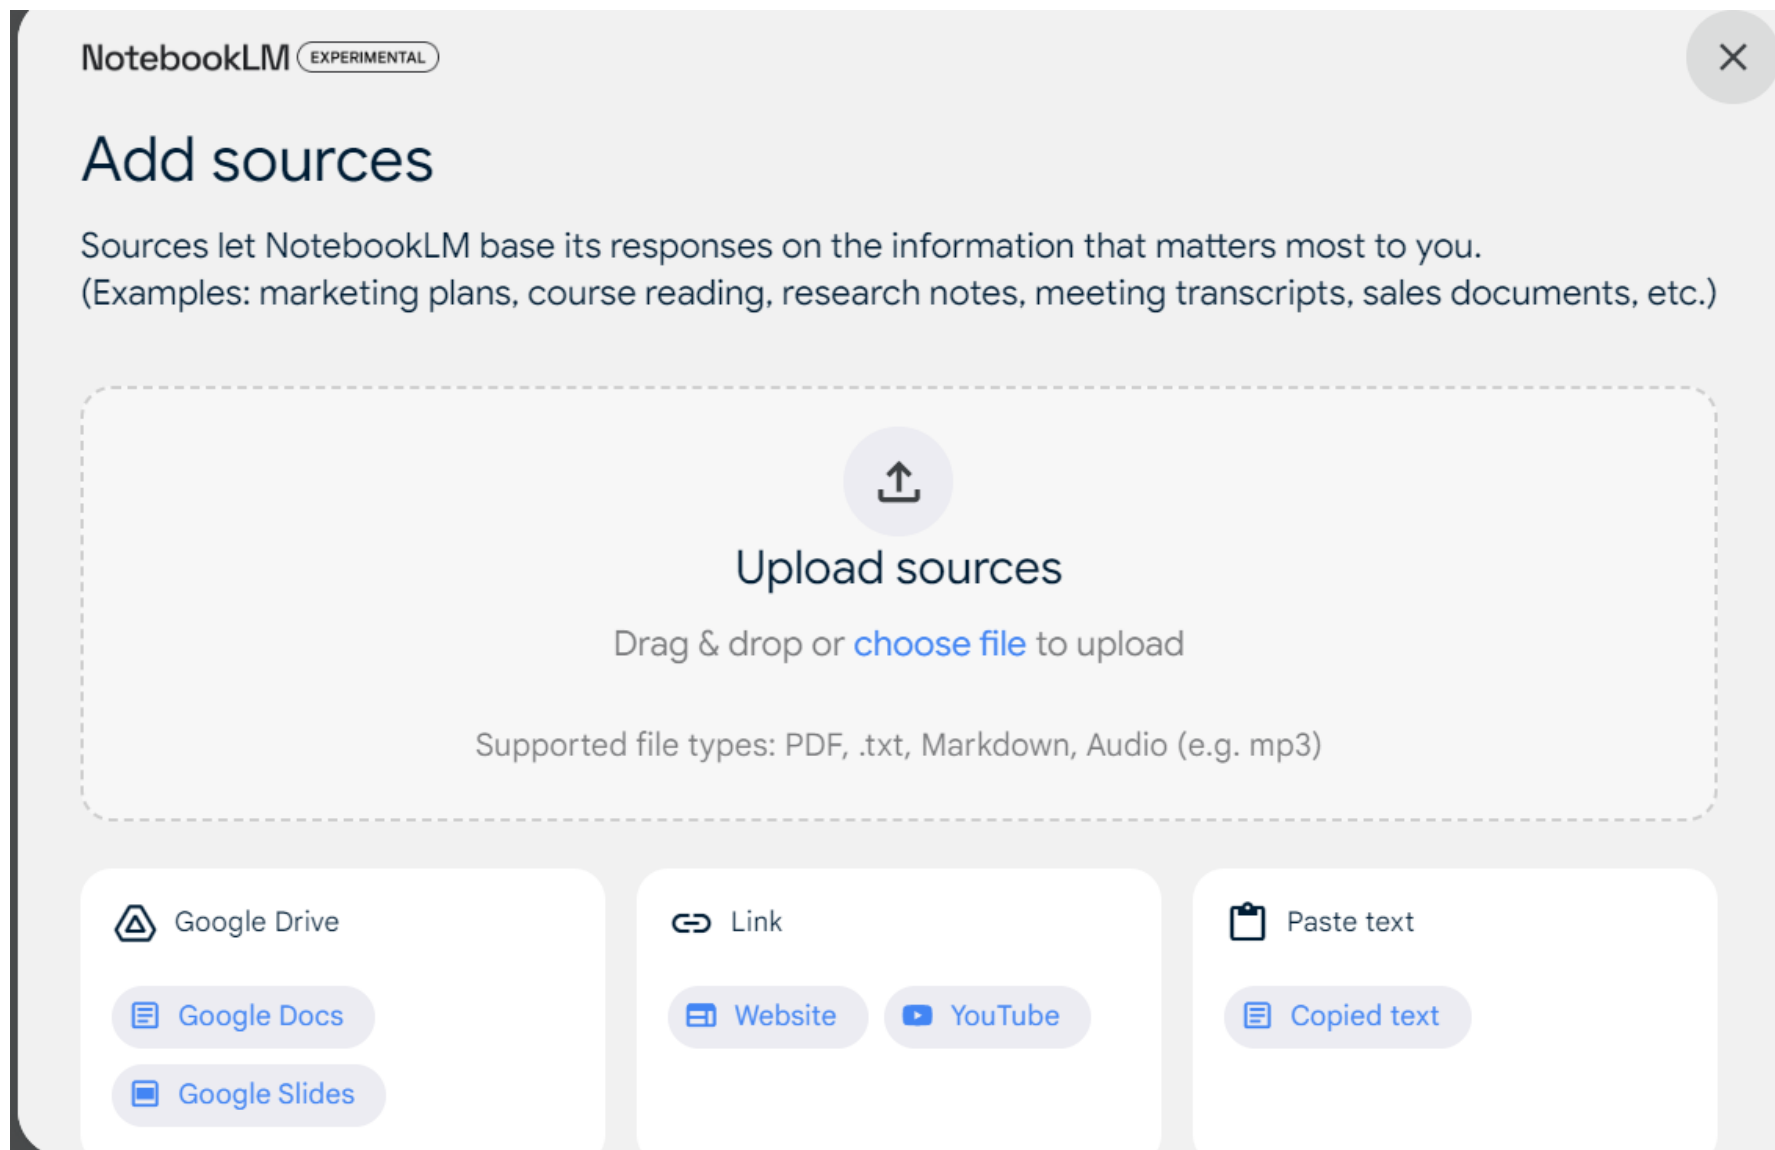 NotebookLM EXPERIMENTAL
Add sources
Sources let NotebookLM base its responses on the information that matters most to you.
(Examples: marketing plans, course reading, research notes, meeting transcripts, sales documents, etc.)
Upload sources
Drag & drop or choose file to upload
Supported file types: PDF, .txt, Markdown, Audio (e.g. mp3)
Google Drive
Google Docs
Google Slides
Link
Website YouTube
Paste text
Copied text